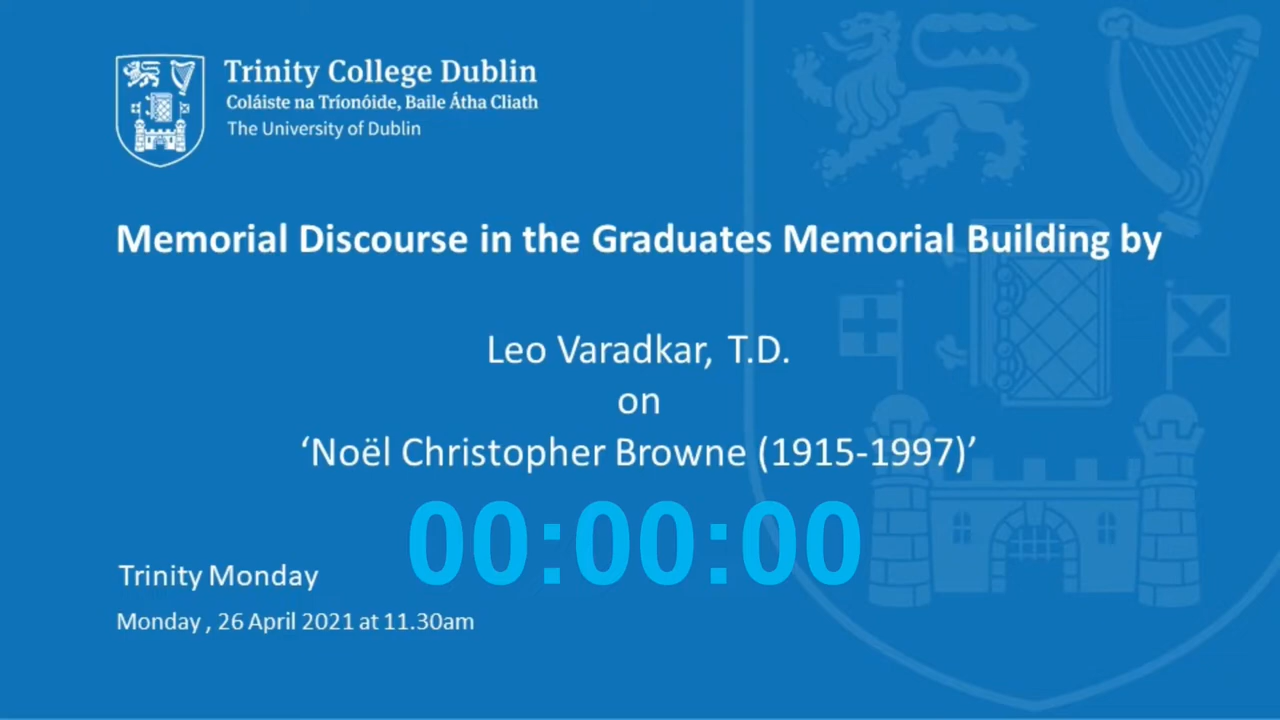 Trinity College Dublin
Coláiste na Tríonóide, Baile Átha Cliath
The University of Dublin
Memorial Discourse in the Graduates Memorial Building by
Leo Varadkar, T.D.
on
‘Noël Christopher Browne (1915-1997)’
00:00:00
Trinity Monday
Monday , 26 April 2021 at 11.30am